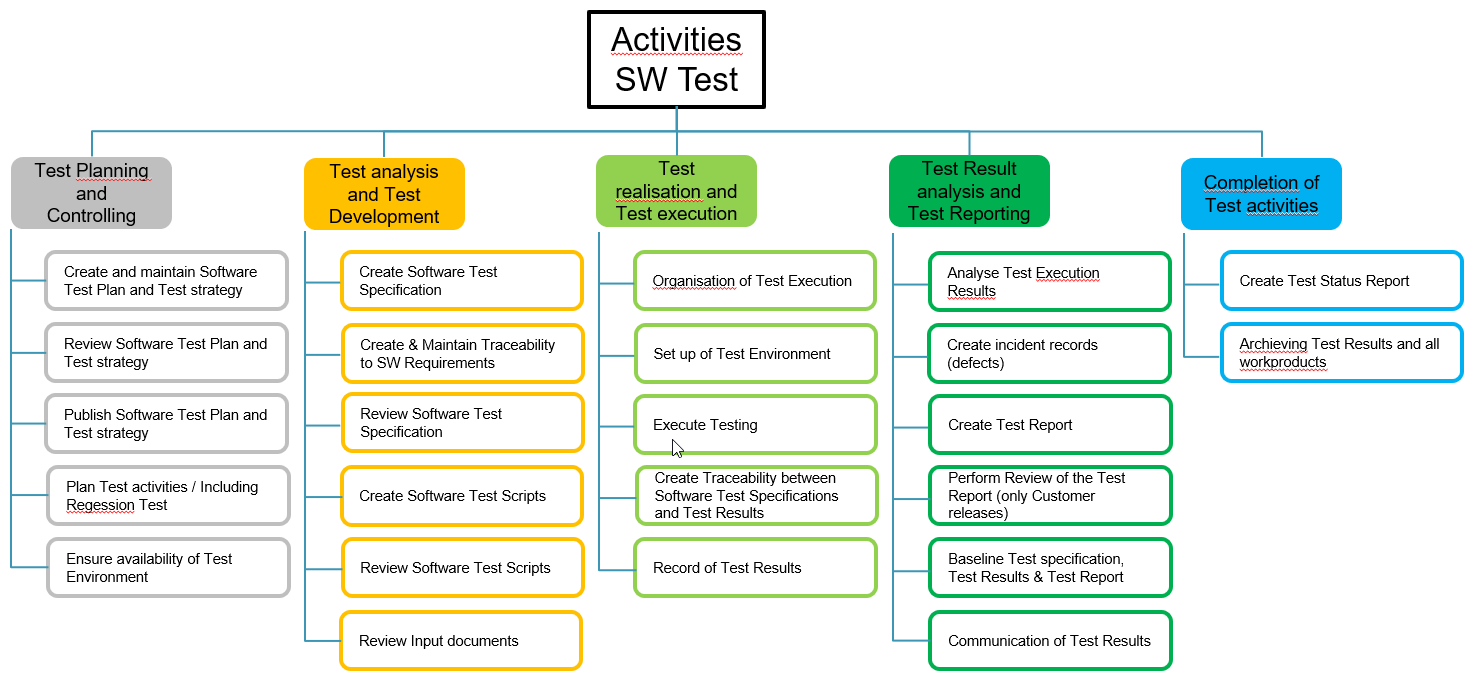 Activities
SW Test
Test Planning
and
Controlling
Create and maintain Software
Test Plan and Test strategy
Review Software Test Plan and
Test strategy
Publish Software Test Plan and
Test strategy
Plan Test activities / Including
Regession Test
Ensure availability of Test
Environment
Test analysis
and Test
Development
Create Software Test
Specification
Create & Maintain Traceability
to SW Requirements
Review Software Test
Specification
Create Software Test Scripts
Review Software Test Scripts
Review Input documents
Test
realisation and
Test execution
Organisation of Test Execution
Set up of Test Environment
Execute Testing
Create Traceability between
Software Test Specifications
and Test Results
Record of Test Results
Test Result
analysis and
Test Reporting
Analyse Test Execution
Results
Create incident records
(defects)
Create Test Report
Perform Review of the Test
Report (only Customer
releases)
Baseline Test specification,
Test Results & Test Report
Communication of Test Results
Completion of
Test activities
Create Test Status Report
Archieving Test Results and all
workproducts